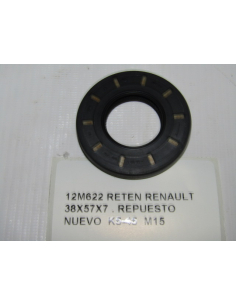 12M622 RETEN RENAULT
38X57X7 . REPUESTO
NUEVO M15